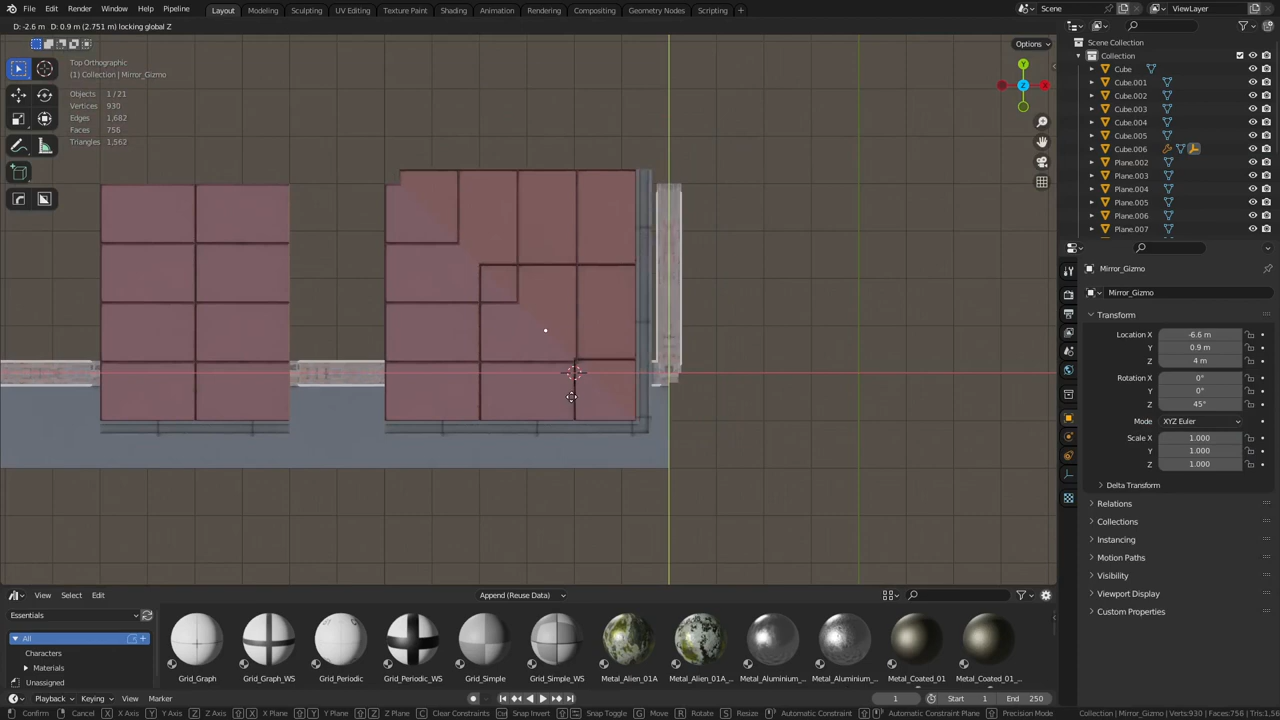 File Edit Render Window Help Pipeline Layout Modeling Sculpting UV Editing Texture Paint Shading Animation Rendering Compositing Geometry Nodes Scripting + Scene ViewLayer
D: -2.6 m D: 0.9 m (2.751 m) locking global Z
Options
Top Orthographic
(1) Collection | Mirror_Gizmo
Objects 1/21
Vertices 930
Edges 1,682
Faces 756
Triangles 1,562
Y
X
Z
Scene Collection
Collection
Cube
Cube.001
Cube.002
Cube.003
Cube.004
Cube.005
Cube.006
Plane.002
Plane.003
Plane.004
Plane.005
Plane.006
Plane.007
Mirror_Gizmo
Mirror_Gizmo
Transform
Location X -6.6 m
Y 0.9 m
Z 4 m
Rotation X 0°
Y 0°
Z 45°
Mode XYZ Euler
Scale X 1.000
Y 1.000
Z 1.000
Delta Transform
Relations
Collections
Instancing
Motion Paths
Visibility
Viewport Display
Custom Properties
View Select Edit Append (Reuse Data)
Essentials
All
Characters
Materials
Unassigned
Grid_Graph Grid_Graph_WS Grid_Periodic Grid_Periodic_WS Grid_Simple Grid_Simple_WS Metal_Alien_01A Metal_Alien_01A_... Metal_Aluminium_... Metal_Aluminium_... Metal_Coated_01 Metal_Coated_01_...
Playback Keying View Marker 1 Start 1 End 250
Confirm Cancel X X Axis Y Y Axis Z Z Axis X X Plane Y Y Plane Z Z Plane C Clear Constraints Ctrl Snap Invert Snap Toggle G Move R Rotate S Resize Automatic Constraint Automatic Constraint Plane Precision Mode Collection | Mirror_Gizmo | Verts:930 | Faces:756 |